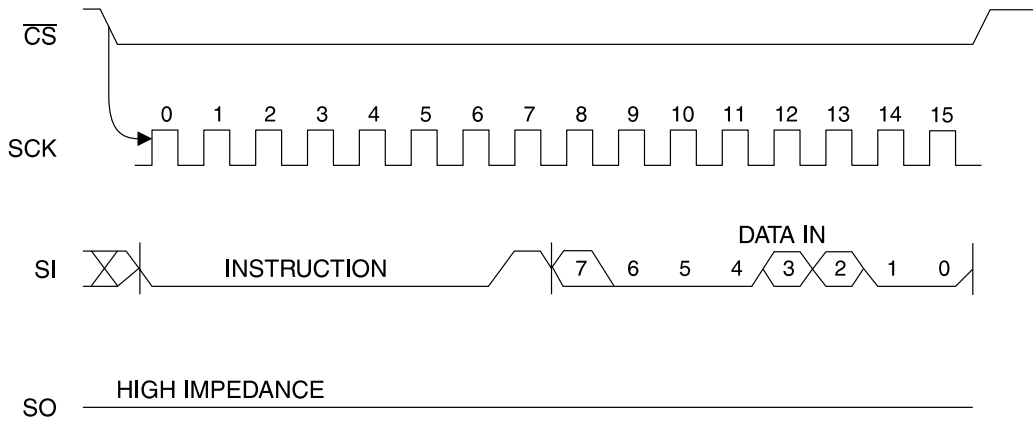 CS
0 1 2 3 4 5 6 7 8 9 10 11 12 13 14 15
SCK
DATA IN
SI INSTRUCTION 7 6 5 4 3 2 1 0
HIGH IMPEDANCE
SO